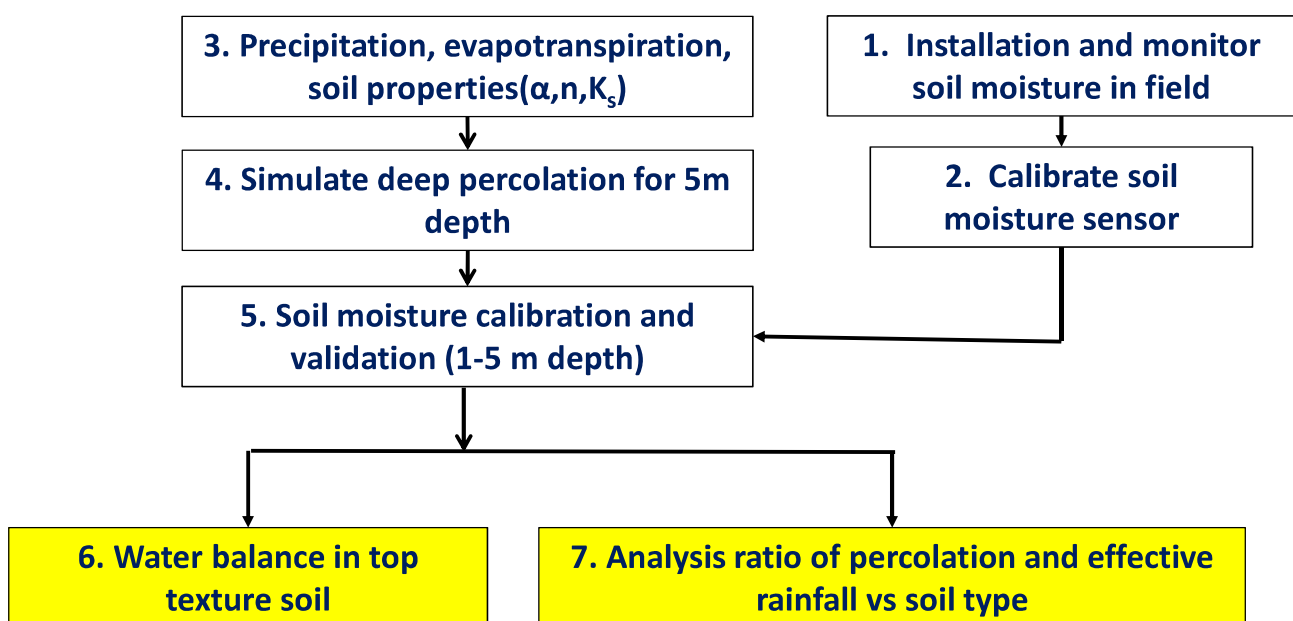 3. Precipitation, evapotranspiration,
soil properties(α,n,Ks)
1. Installation and monitor
soil moisture in field
4. Simulate deep percolation for 5m
depth
2. Calibrate soil
moisture sensor
5. Soil moisture calibration and
validation (1-5 m depth)
6. Water balance in top
texture soil
7. Analysis ratio of percolation and effective
rainfall vs soil type